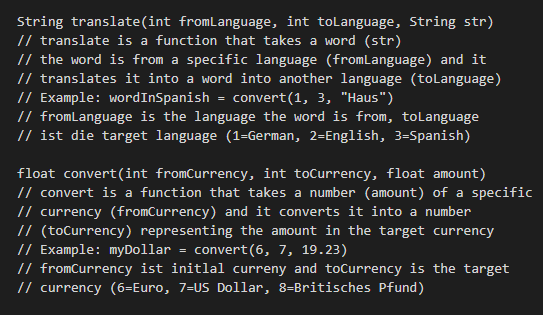 String translate(int fromLanguage, int toLanguage, String str)
// translate is a function that takes a word (str)
// the word is from a specific language (fromLanguage) and it
// translates it into a word into another language (toLanguage)
// Example: wordInSpanish = convert(1, 3, "Haus")
// fromLanguage is the language the word is from, toLanguage
// ist die target language (1=German, 2=English, 3=Spanish)
float convert(int fromCurrency, int toCurrency, float amount)
// convert is a function that takes a number (amount) of a specific
// currency (fromCurrency) and it converts it into a number
// (toCurrency) representing the amount in the target currency
// Example: myDollar = convert(6, 7, 19.23)
// fromCurrency ist initlal curreny and toCurrency is the target
// currency (6=Euro, 7=US Dollar, 8=Britisches Pfund)